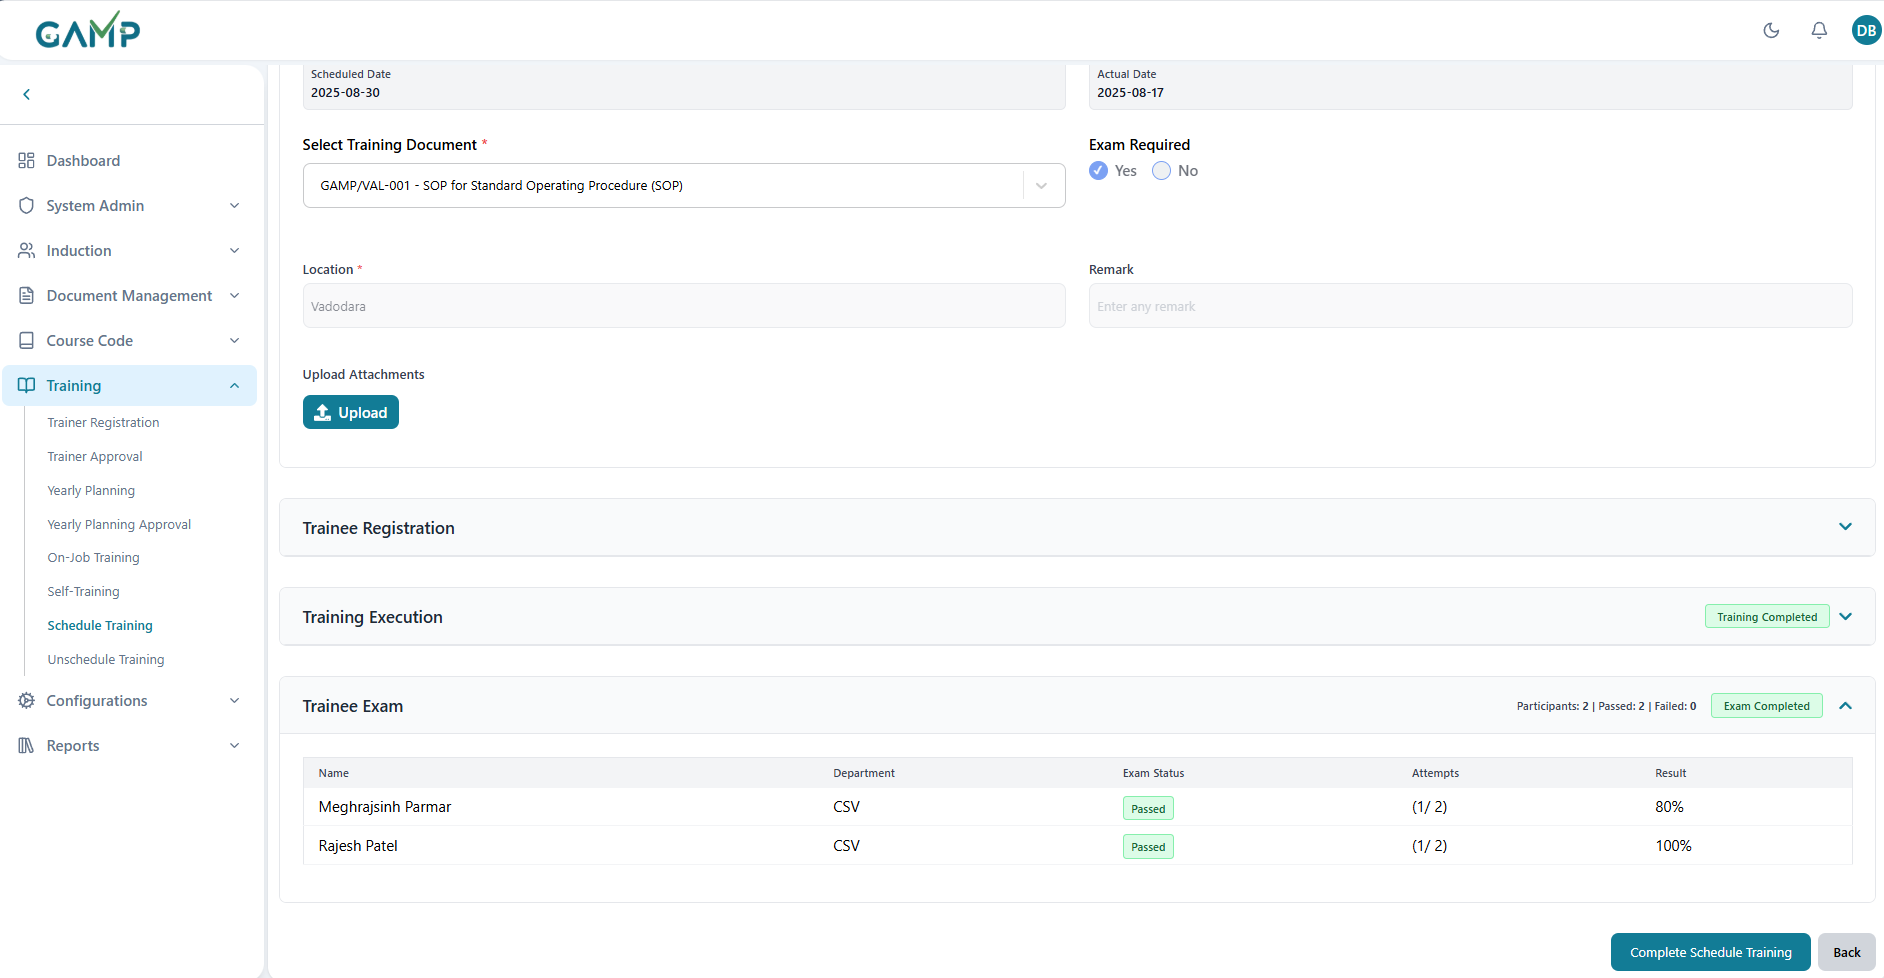 GAMP
DB
Dashboard
System Admin
Induction
Document Management
Course Code
Training
Trainer Registration
Trainer Approval
Yearly Planning
Yearly Planning Approval
On-Job Training
Self-Training
Schedule Training
Unschedule Training
Configurations
Reports
Scheduled Date
2025-08-30
Actual Date
2025-08-17
Select Training Document *
GAMP/VAL-001 - SOP for Standard Operating Procedure (SOP)
Exam Required
Yes No
Location *
Vadodara
Remark
Enter any remark
Upload Attachments
Upload
Trainee Registration
Training Execution
Training Completed
Trainee Exam
Participants: 2 | Passed: 2 | Failed: 0
Exam Completed
Name Department Exam Status Attempts Result
Meghrajsinh Parmar CSV Passed (1/ 2) 80%
Rajesh Patel CSV Passed (1/ 2) 100%
Complete Schedule Training
Back